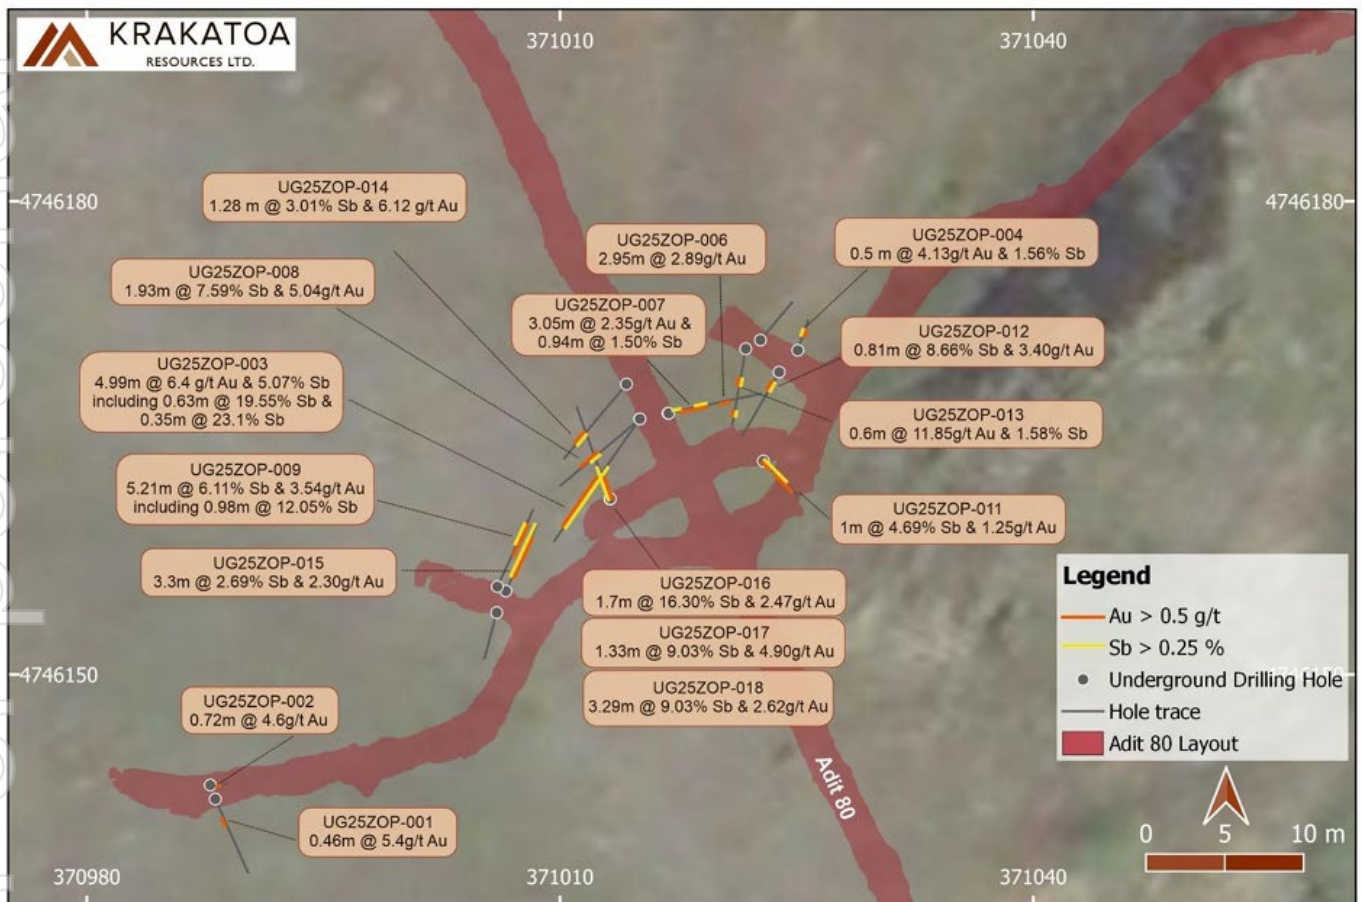 KRAKATOA
RESOURCES LTD.
371010
371040
4746180
4746180
UG25ZOP-014
1.28 m @ 3.01% Sb & 6.12 g/t Au
UG25ZOP-006
2.95m @ 2.89g/t Au
UG25ZOP-004
0.5 m @ 4.13g/t Au & 1.56% Sb
UG25ZOP-008
1.93m @ 7.59% Sb & 5.04g/t Au
UG25ZOP-007
3.05m @ 2.35g/t Au &
0.94m @ 1.50% Sb
UG25ZOP-012
0.81m @ 8.66% Sb & 3.40g/t Au
UG25ZOP-003
4.99m @ 6.4 g/t Au & 5.07% Sb
including 0.63m @ 19.55% Sb &
0.35m @ 23.1% Sb
UG25ZOP-013
0.6m @ 11.85g/t Au & 1.58% Sb
UG25ZOP-009
5.21m @ 6.11% Sb & 3.54g/t Au
including 0.98m @ 12.05% Sb
UG25ZOP-011
1m @ 4.69% Sb & 1.25g/t Au
UG25ZOP-015
3.3m @ 2.69% Sb & 2.30g/t Au
UG25ZOP-016
1.7m @ 16.30% Sb & 2.47g/t Au
UG25ZOP-017
1.33m @ 9.03% Sb & 4.90g/t Au
UG25ZOP-018
3.29m @ 9.03% Sb & 2.62g/t Au
Legend
Au > 0.5 g/t
Sb > 0.25 %
Underground Drilling Hole
Hole trace
Adit 80 Layout
4746150
4746150
UG25ZOP-002
0.72m @ 4.6g/t Au
Adit 80
UG25ZOP-001
0.46m @ 5.4g/t Au
0 5 10 m
370980
371010
371040